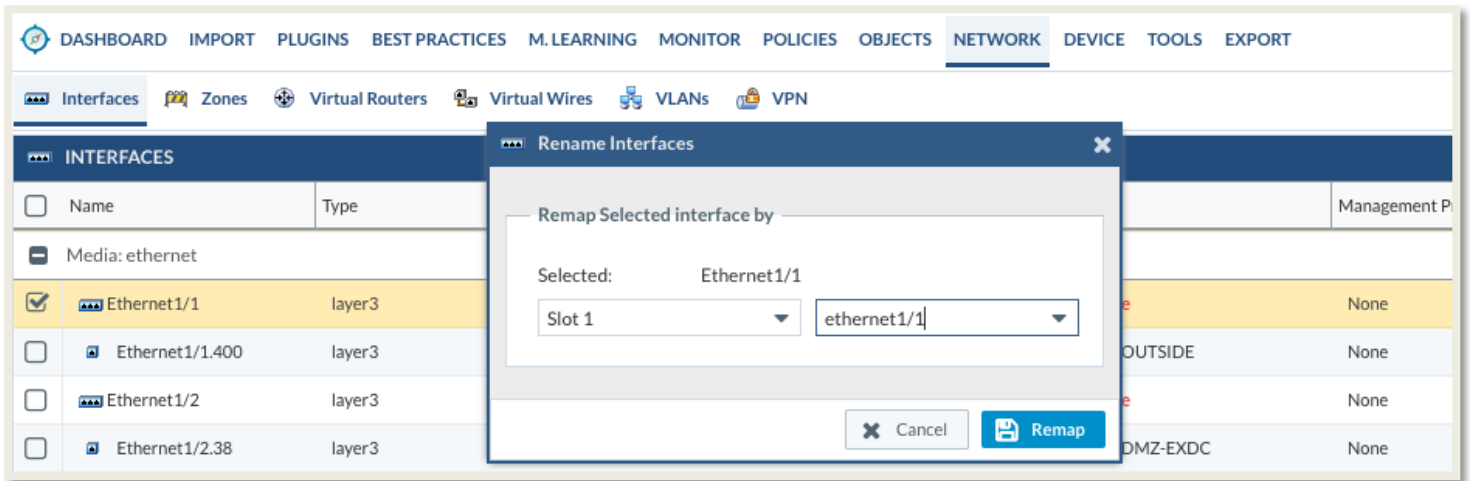 DASHBOARD IMPORT PLUGINS BEST PRACTICES M. LEARNING MONITOR POLICIES OBJECTS NETWORK DEVICE TOOLS EXPORT
Interfaces Zones Virtual Routers Virtual Wires VLANs VPN
INTERFACES
Name Type Management P
Media: ethernet
Ethernet1/1 layer3 e None
Ethernet1/1.400 layer3 OUTSIDE None
Ethernet1/2 layer3 e None
Ethernet1/2.38 layer3 DMZ-EXDC None
Rename Interfaces
Remap Selected interface by
Selected: Ethernet1/1
Slot 1 ethernet1/1
Cancel Remap